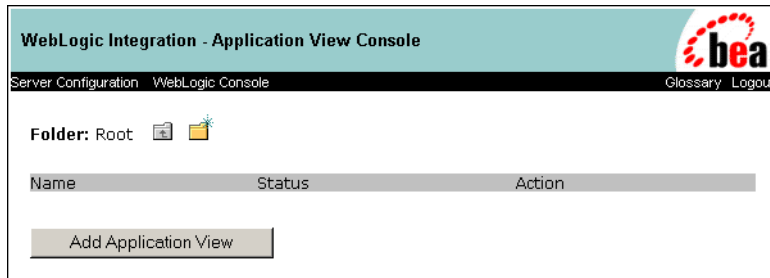 WebLogic Integration - Application View Console
bea
Server Configuration WebLogic Console Glossary Logou
Folder: Root
Name Status Action
Add Application View